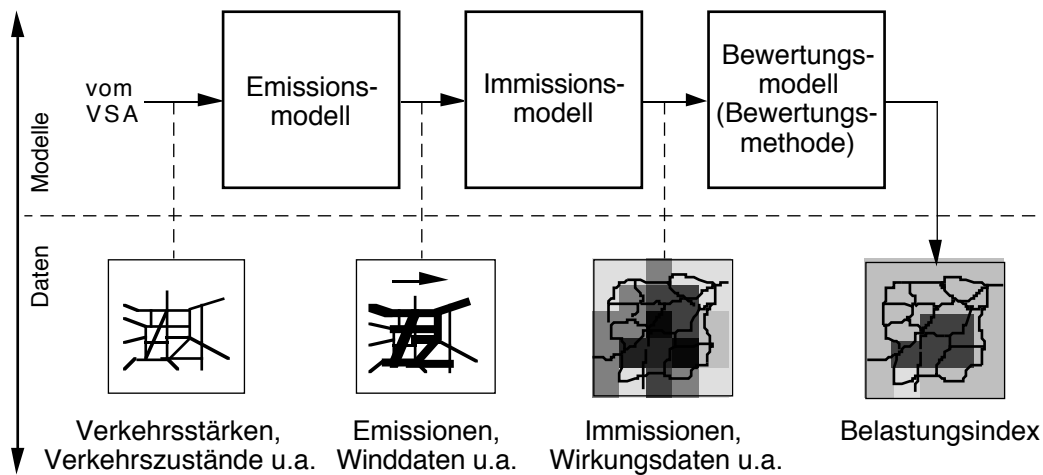 vom
VSA
Emissions-
modell
Immissions-
modell
Bewertungs-
modell
(Bewertungs-
methode)
Modelle
Daten
Verkehrsstärken,
Verkehrszustände u.a.
Emissionen,
Winddaten u.a.
Immissionen,
Wirkungsdaten u.a.
Belastungsindex